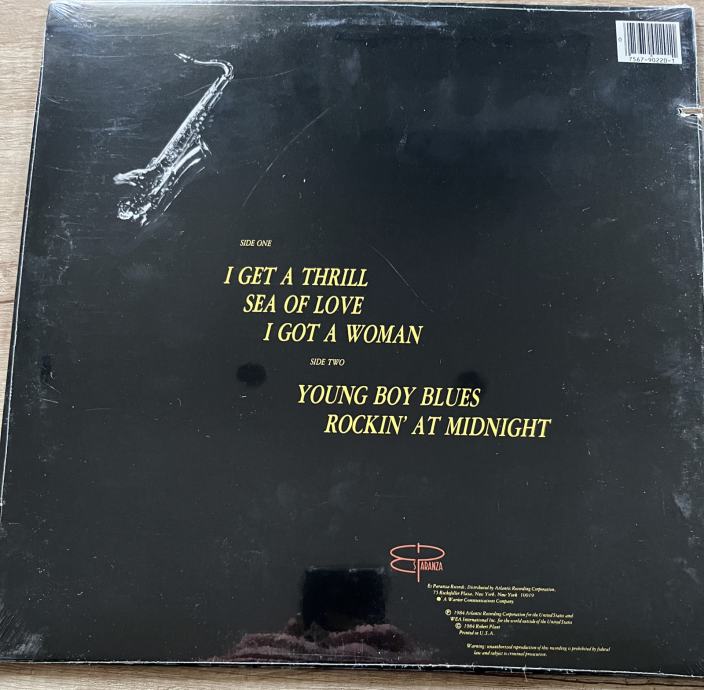 7567-90220-1
SIDE ONE
I GET A THRILL
SEA OF LOVE
I GOT A WOMAN
SIDE TWO
YOUNG BOY BLUES
ROCKIN' AT MIDNIGHT
ES PARANZA
Es Paranza Records, Distributed by Atlantic Recording Corporation,
75 Rockefeller Plaza, New York, New York 10019
A Warner Communications Company
℗ 1984 Atlantic Recording Corporation for the United States and
WEA International Inc. for the world outside of the United States
© 1984 Robert Plant
Printed in U.S.A.
Warning: unauthorized reproduction of this recording is prohibited by federal
law and subject to criminal prosecution.